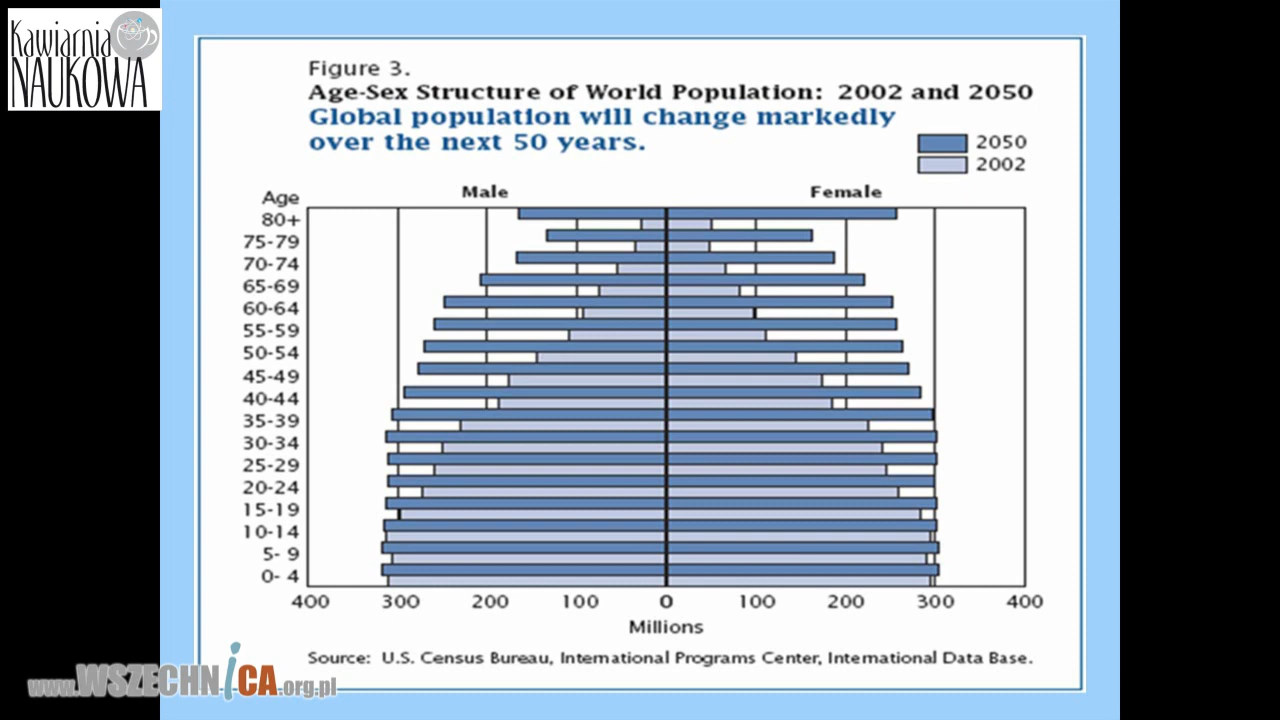 Kawiarnia
NAUKOWA
Figure 3.
Age-Sex Structure of World Population: 2002 and 2050
Global population will change markedly
over the next 50 years.
2050
2002
Age
Male
Female
80+
75-79
70-74
65-69
60-64
55-59
50-54
45-49
40-44
35-39
30-34
25-29
20-24
15-19
10-14
5- 9
0- 4
400 300 200 100 0 100 200 300 400
Millions
Source: U.S. Census Bureau, International Programs Center, International Data Base.
www.WSZECHNiCA.org.pl